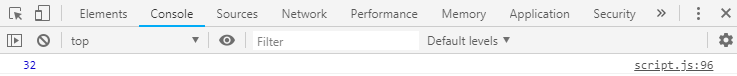 Elements Console Sources Network Performance Memory Application Security »
top Filter Default levels
32 script.js:96